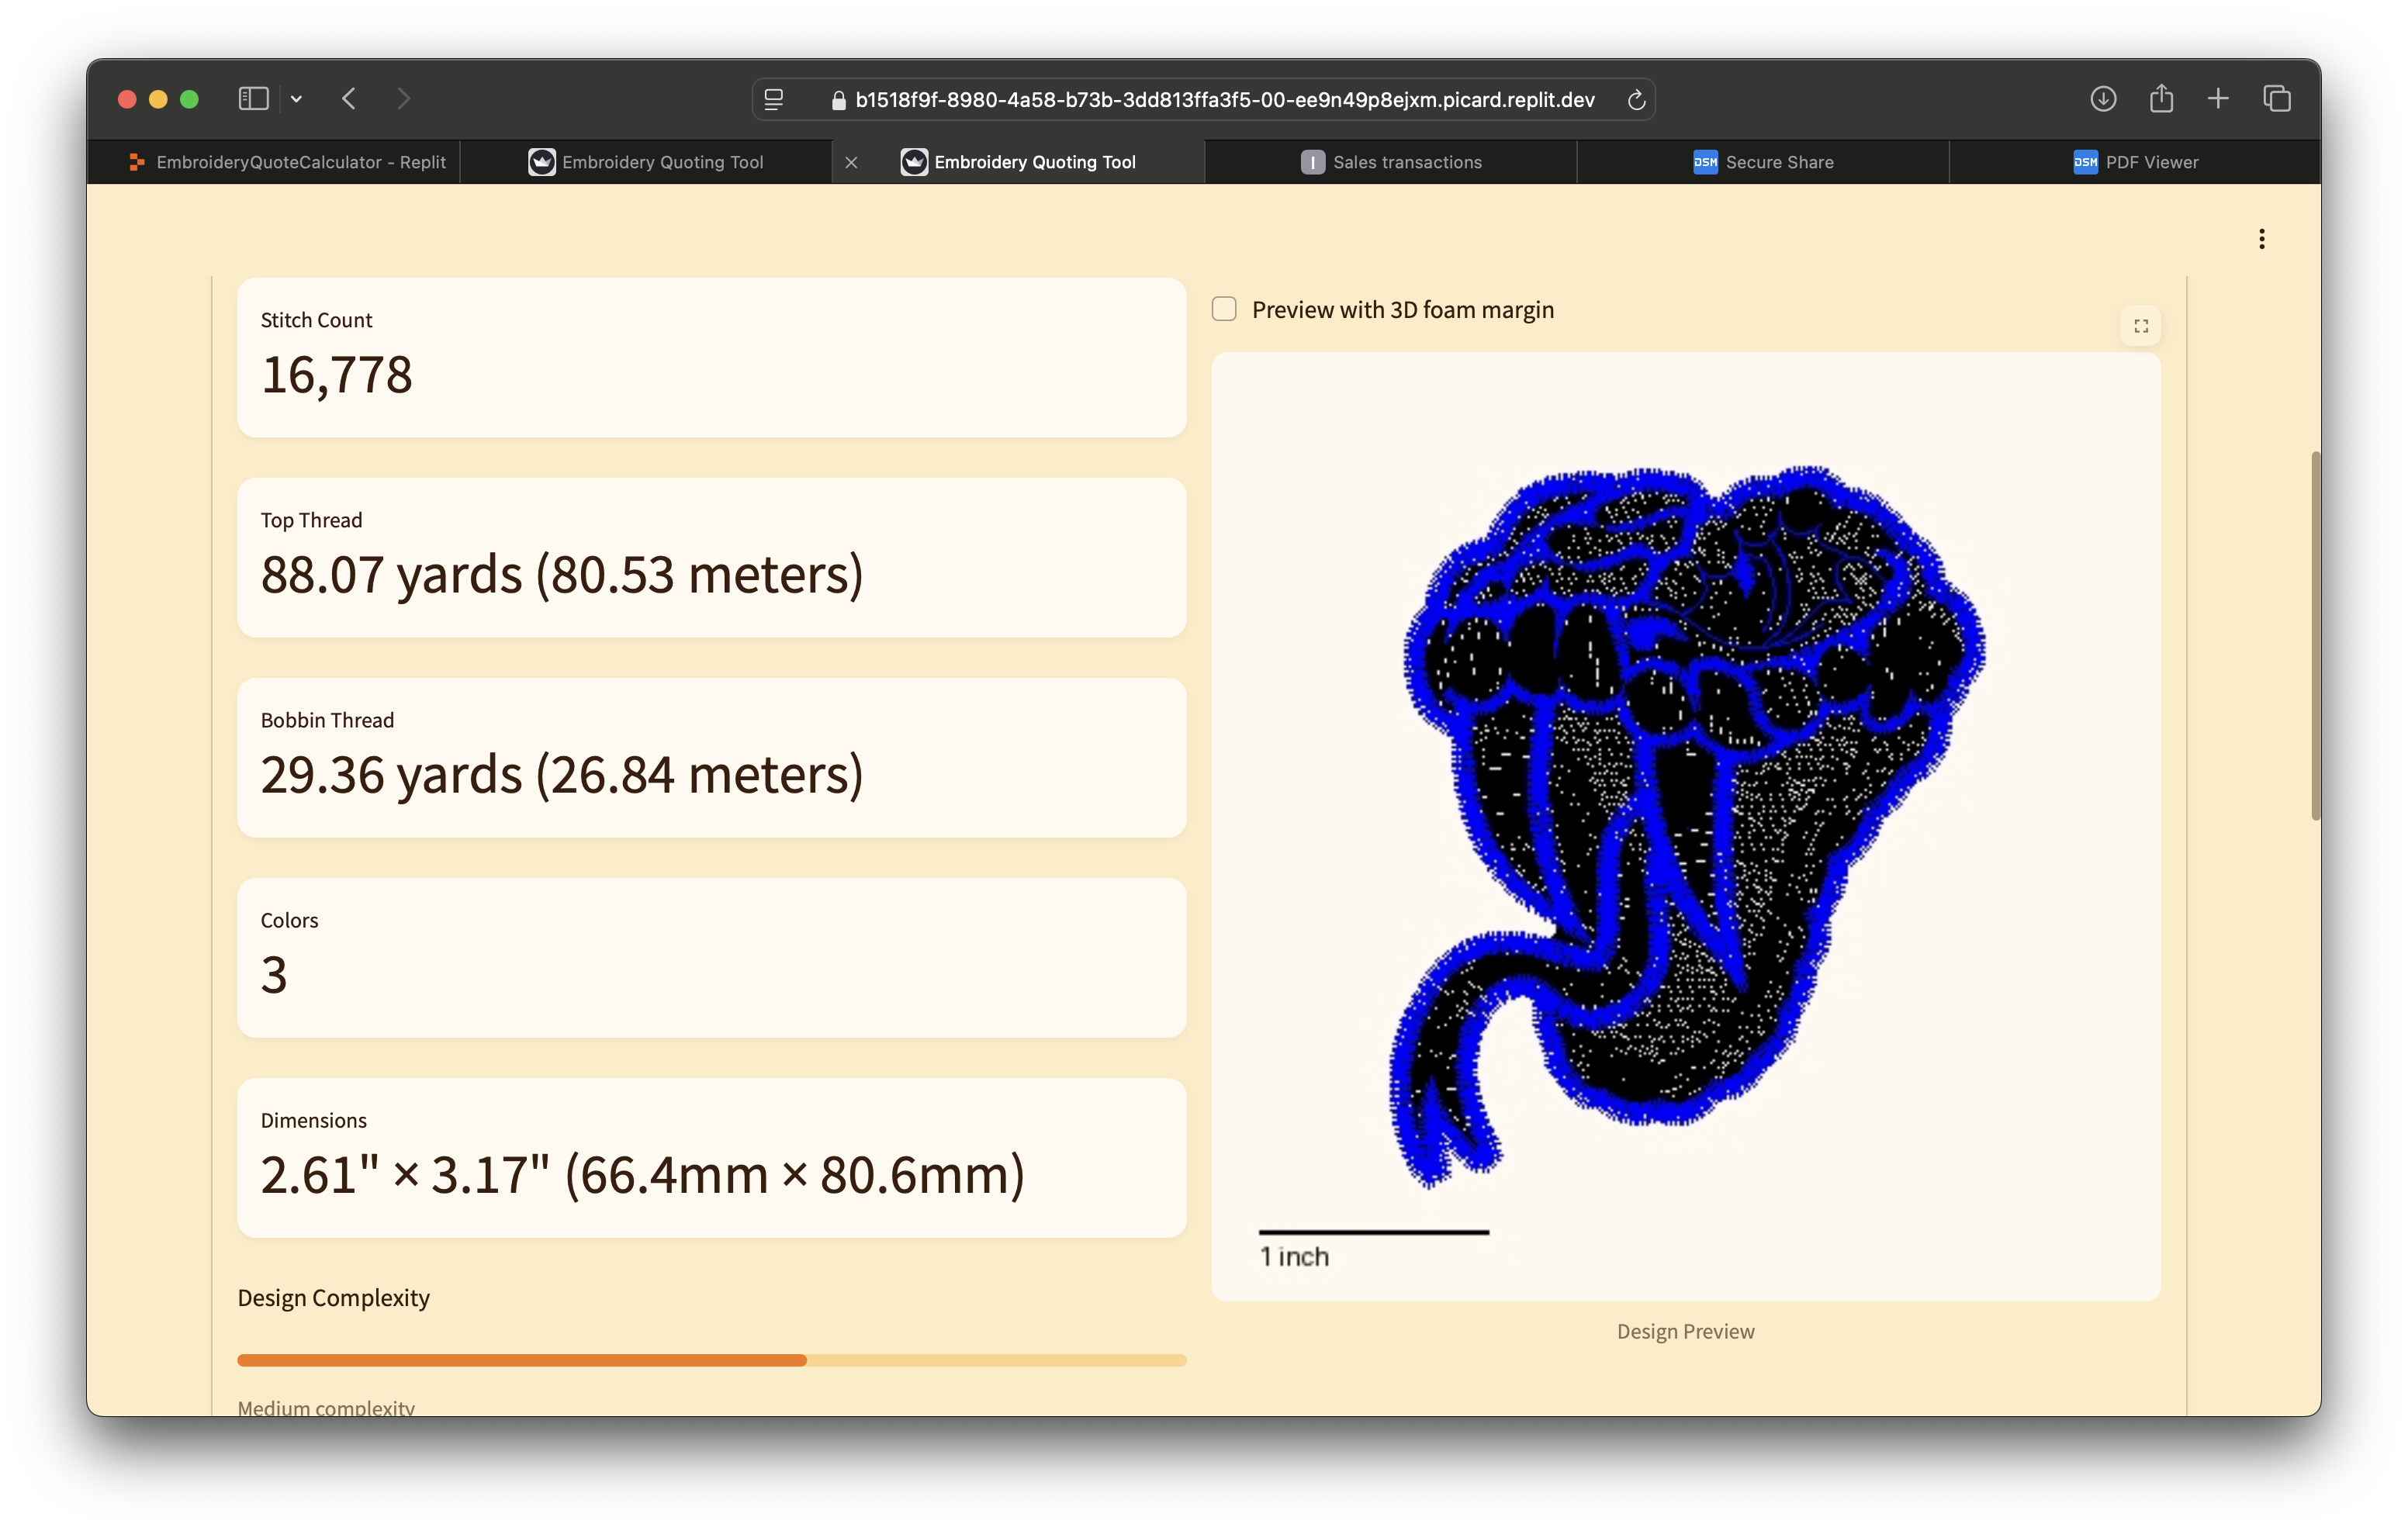 b1518f9f-8980-4a58-b73b-3dd813ffa3f5-00-ee9n49p8ejxm.picard.replit.dev
EmbroideryQuoteCalculator - Replit
Embroidery Quoting Tool
Embroidery Quoting Tool
I Sales transactions
DSM Secure Share
DSM PDF Viewer
Stitch Count
16,778
Top Thread
88.07 yards (80.53 meters)
Bobbin Thread
29.36 yards (26.84 meters)
Colors
3
Dimensions
2.61" × 3.17" (66.4mm × 80.6mm)
Design Complexity
Medium complexity
Preview with 3D foam margin
1 inch
Design Preview